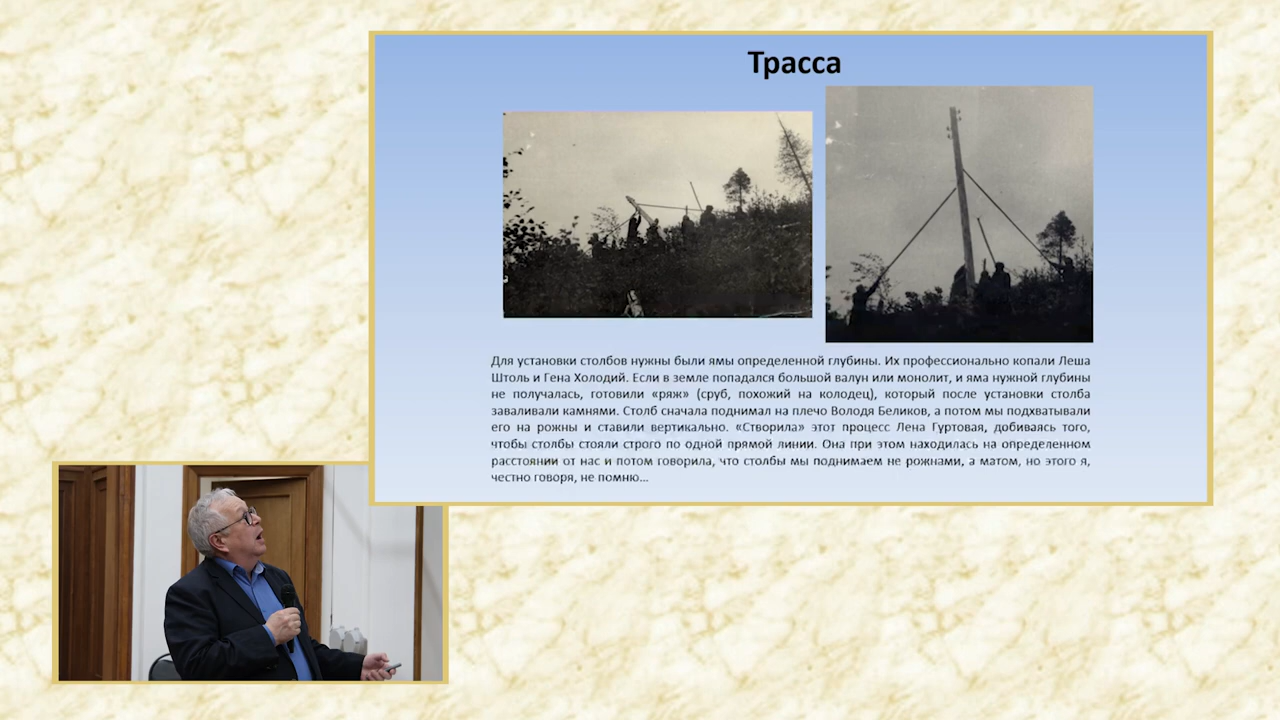 Трасса
Для установки столбов нужны были ямы определенной глубины. Их профессионально копали Леша
Штоль и Гена Холодий. Если в земле попадался большой валун или монолит, и яма нужной глубины
не получалась, готовили «ряж» (сруб, похожий на колодец), который после установки столба
заваливали камнями. Столб сначала поднимал на плечо Володя Беликов, а потом мы подхватывали
его на рожны и ставили вертикально. «Створила» этот процесс Лена Гуртовая, добиваясь того,
чтобы столбы стояли строго по одной прямой линии. Она при этом находилась на определенном
расстоянии от нас и потом говорила, что столбы мы поднимаем не рожнами, а матом, но этого я,
честно говоря, не помню...